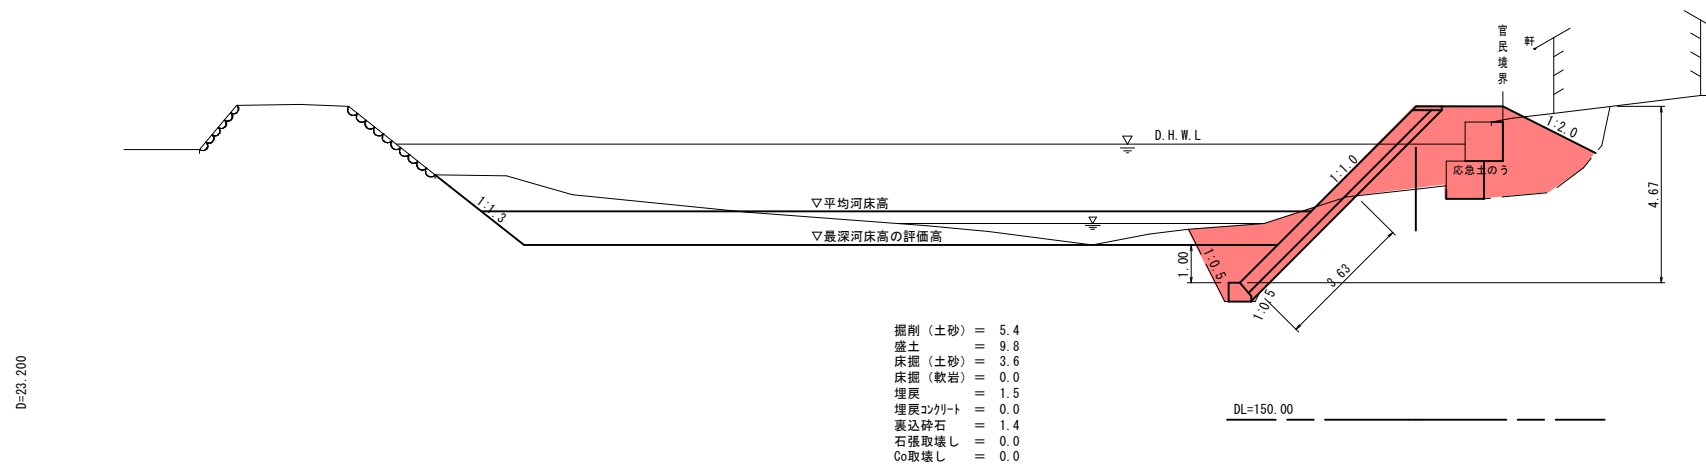 官民境界
軒
D.H.W.L
1:2.0
1:1.0
応急土のう
4.67
1:1.3
▽平均河床高
▽最深河床高の評価高
1.00
1:0.5
3.63
1:0.5
掘削（土砂）＝ 5.4
盛土 ＝ 9.8
床掘（土砂）＝ 3.6
床掘（軟岩）＝ 0.0
埋戻 ＝ 1.5
埋戻ｺﾝｸﾘｰﾄ ＝ 0.0
裏込砕石 ＝ 1.4
石張取壊し ＝ 0.0
Co取壊し ＝ 0.0
D=23.200
DL=150.00